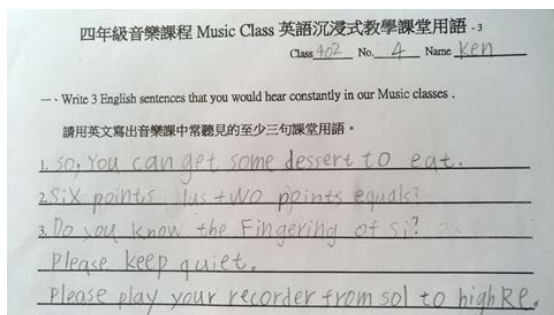 四年級音樂課程 Music Class 英語沉浸式教學課堂用語 -3
Class 402 No. 4 Name Ken
一、Write 3 English sentences that you would hear constantly in our Music classes .
請用英文寫出音樂課中常聽見的至少三句課堂用語。
1. So, You can get some dessert to eat.
2. Six points lus two points equals?
3. Do you know the Fingering of si?
Please keep quiet.
Please play your recorder from sol to high Re.